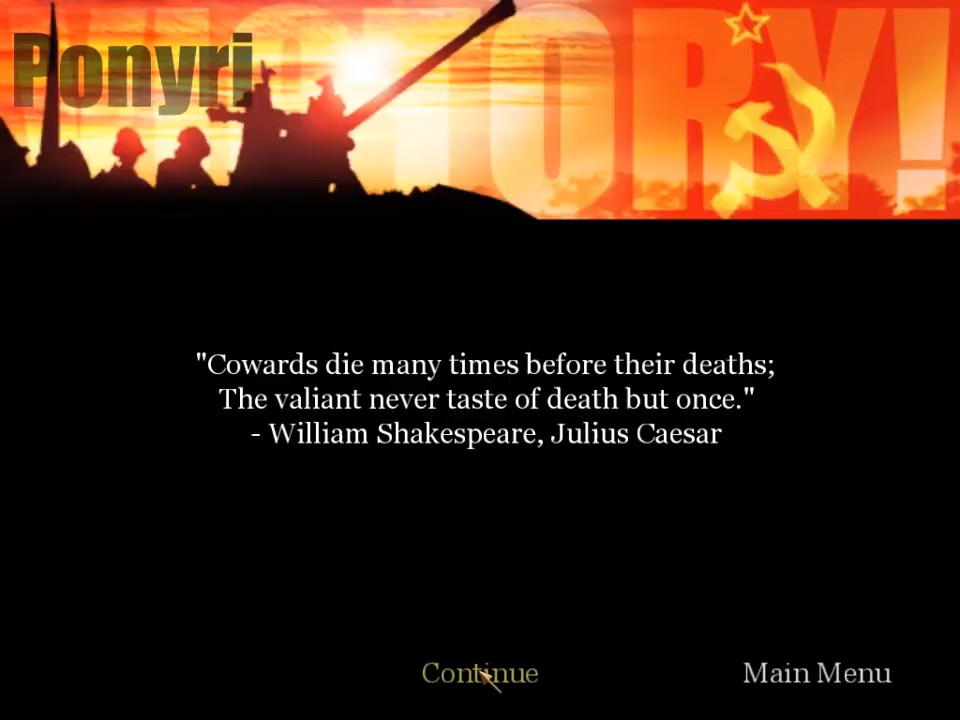 VICTORY!
Ponyri
"Cowards die many times before their deaths;
The valiant never taste of death but once."
- William Shakespeare, Julius Caesar
Continue
Main Menu